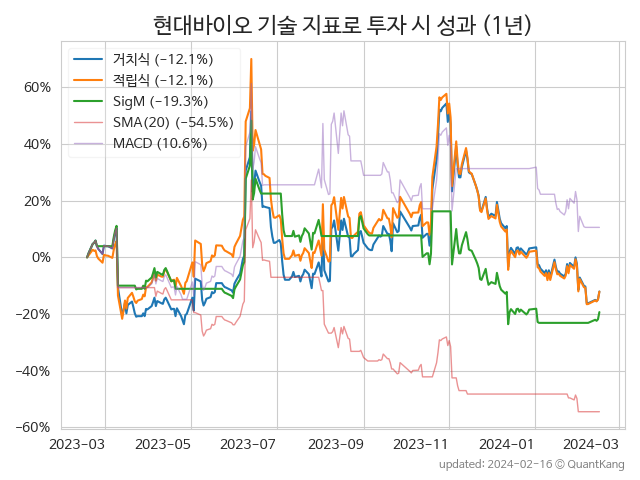 현대바이오 기술 지표로 투자 시 성과 (1년)
거치식 (−12.1%)
적립식 (−12.1%)
SigM (−19.3%)
SMA(20) (−54.5%)
MACD (10.6%)
60%
40%
20%
0%
−20%
−40%
−60%
2023-03 2023-05 2023-07 2023-09 2023-11 2024-01 2024-03
updated: 2024-02-16 © QuantKang